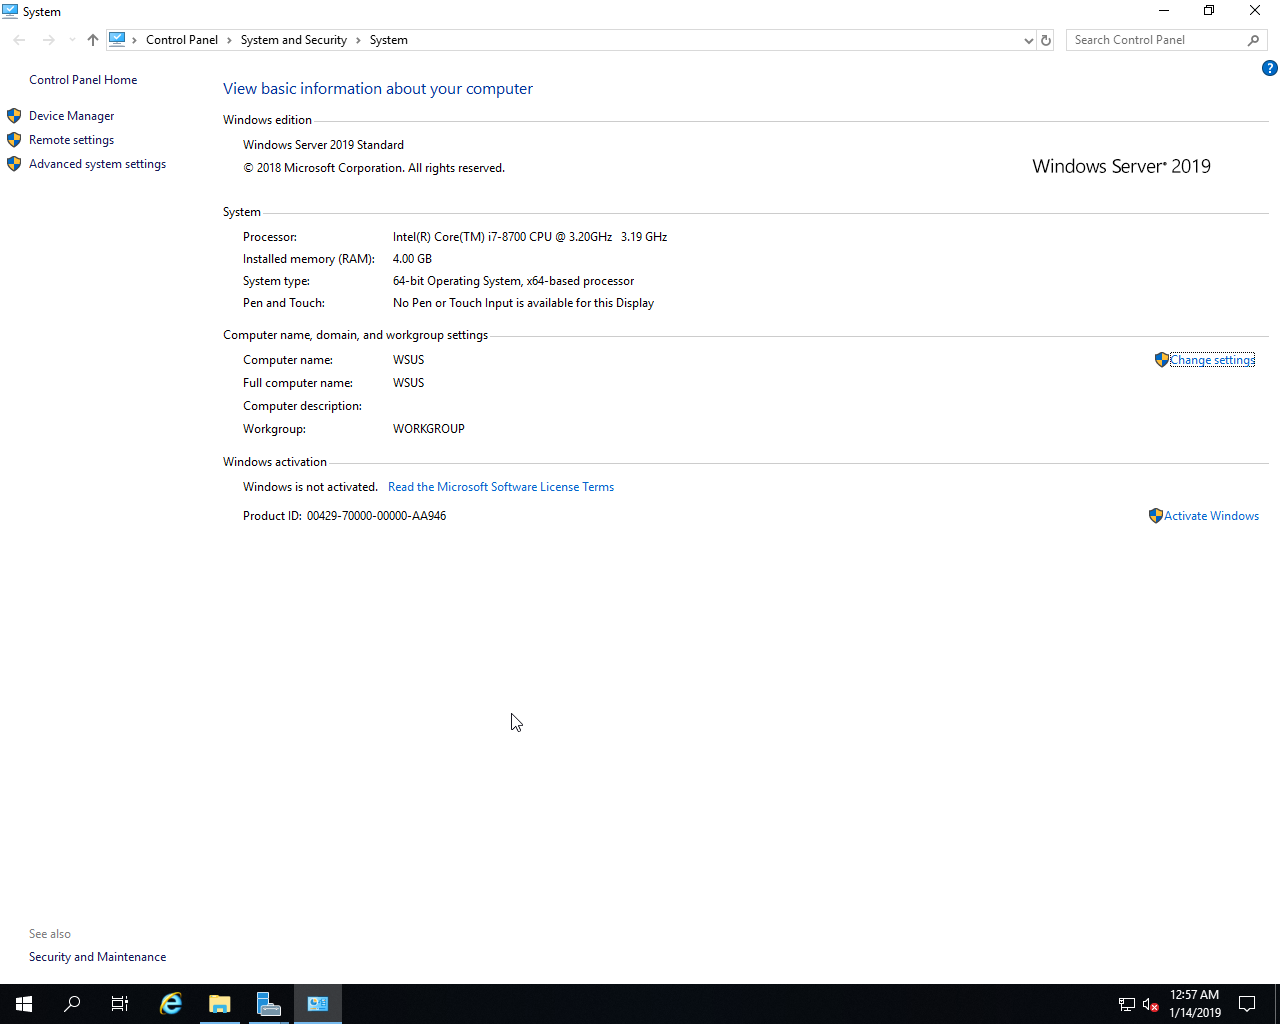 System
Control Panel > System and Security > System
Search Control Panel
Control Panel Home
Device Manager
Remote settings
Advanced system settings
View basic information about your computer
Windows edition
Windows Server 2019 Standard
© 2018 Microsoft Corporation. All rights reserved.
Windows Server® 2019
System
Processor: Intel(R) Core(TM) i7-8700 CPU @ 3.20GHz 3.19 GHz
Installed memory (RAM): 4.00 GB
System type: 64-bit Operating System, x64-based processor
Pen and Touch: No Pen or Touch Input is available for this Display
Computer name, domain, and workgroup settings
Computer name: WSUS Change settings
Full computer name: WSUS
Computer description:
Workgroup: WORKGROUP
Windows activation
Windows is not activated. Read the Microsoft Software License Terms
Product ID: 00429-70000-00000-AA946 Activate Windows
See also
Security and Maintenance
12:57 AM
1/14/2019